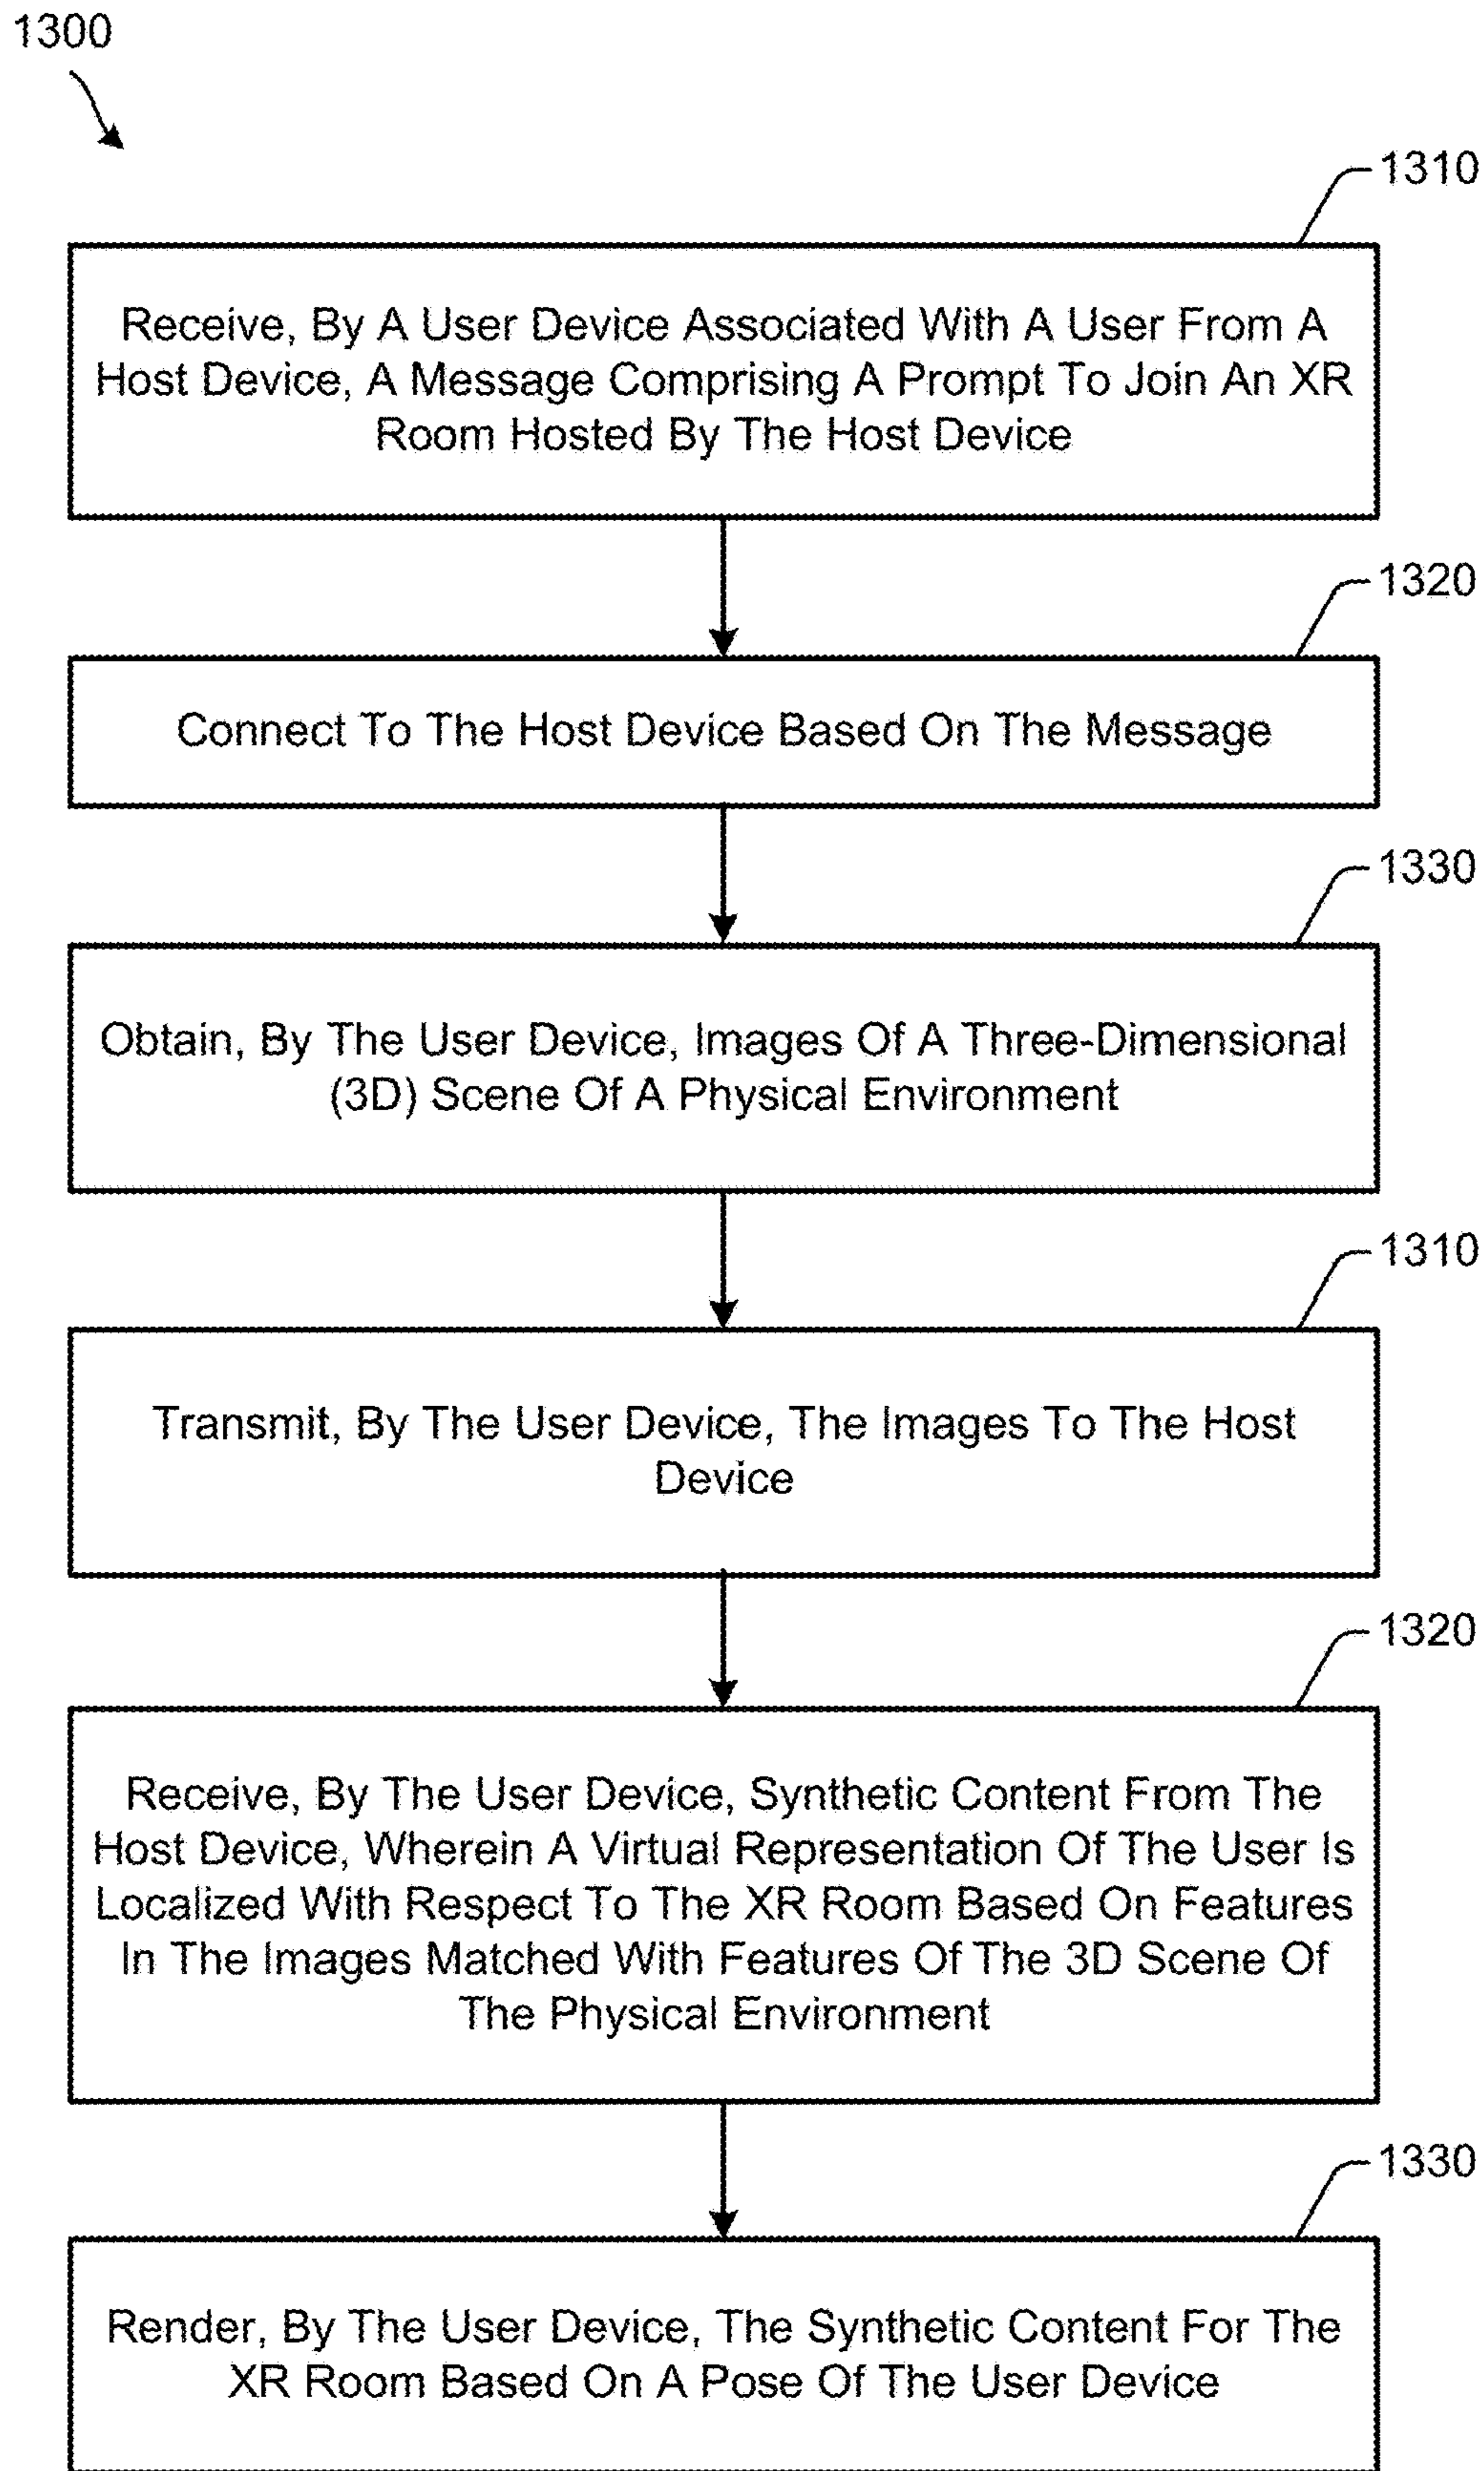 1300
1310
Receive, By A User Device Associated With A User From A
Host Device, A Message Comprising A Prompt To Join An XR
Room Hosted By The Host Device
1320
Connect To The Host Device Based On The Message
1330
Obtain, By The User Device, Images Of A Three-Dimensional
(3D) Scene Of A Physical Environment
1310
Transmit, By The User Device, The Images To The Host
Device
1320
Receive, By The User Device, Synthetic Content From The
Host Device, Wherein A Virtual Representation Of The User Is
Localized With Respect To The XR Room Based On Features
In The Images Matched With Features Of The 3D Scene Of
The Physical Environment
1330
Render, By The User Device, The Synthetic Content For The
XR Room Based On A Pose Of The User Device